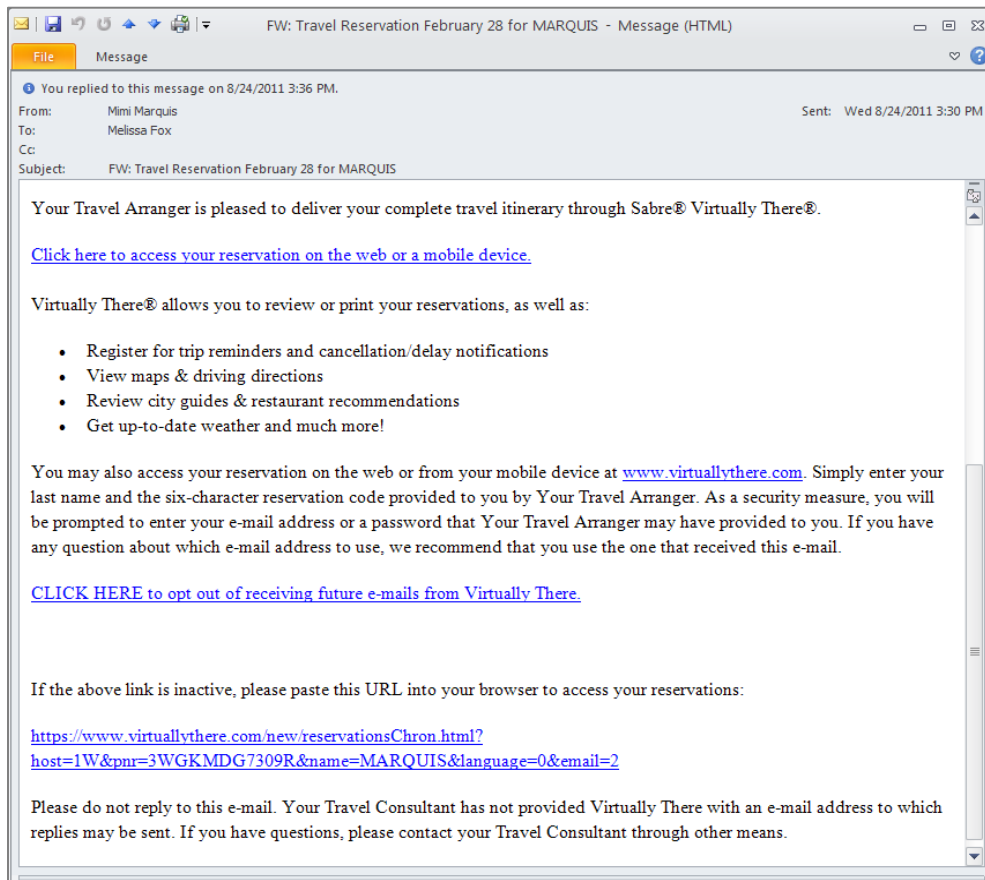 FW: Travel Reservation February 28 for MARQUIS - Message (HTML)
File Message
You replied to this message on 8/24/2011 3:36 PM.
From: Mimi Marquis Sent: Wed 8/24/2011 3:30 PM
To: Melissa Fox
Cc:
Subject: FW: Travel Reservation February 28 for MARQUIS
Your Travel Arranger is pleased to deliver your complete travel itinerary through Sabre® Virtually There®.
Click here to access your reservation on the web or a mobile device.
Virtually There® allows you to review or print your reservations, as well as:
• Register for trip reminders and cancellation/delay notifications
• View maps & driving directions
• Review city guides & restaurant recommendations
• Get up-to-date weather and much more!
You may also access your reservation on the web or from your mobile device at www.virtuallythere.com. Simply enter your
last name and the six-character reservation code provided to you by Your Travel Arranger. As a security measure, you will
be prompted to enter your e-mail address or a password that Your Travel Arranger may have provided to you. If you have
any question about which e-mail address to use, we recommend that you use the one that received this e-mail.
CLICK HERE to opt out of receiving future e-mails from Virtually There.
If the above link is inactive, please paste this URL into your browser to access your reservations:
https://www.virtuallythere.com/new/reservationsChron.html?
host=1W&pnr=3WGKMDG7309R&name=MARQUIS&language=0&email=2
Please do not reply to this e-mail. Your Travel Consultant has not provided Virtually There with an e-mail address to which
replies may be sent. If you have questions, please contact your Travel Consultant through other means.